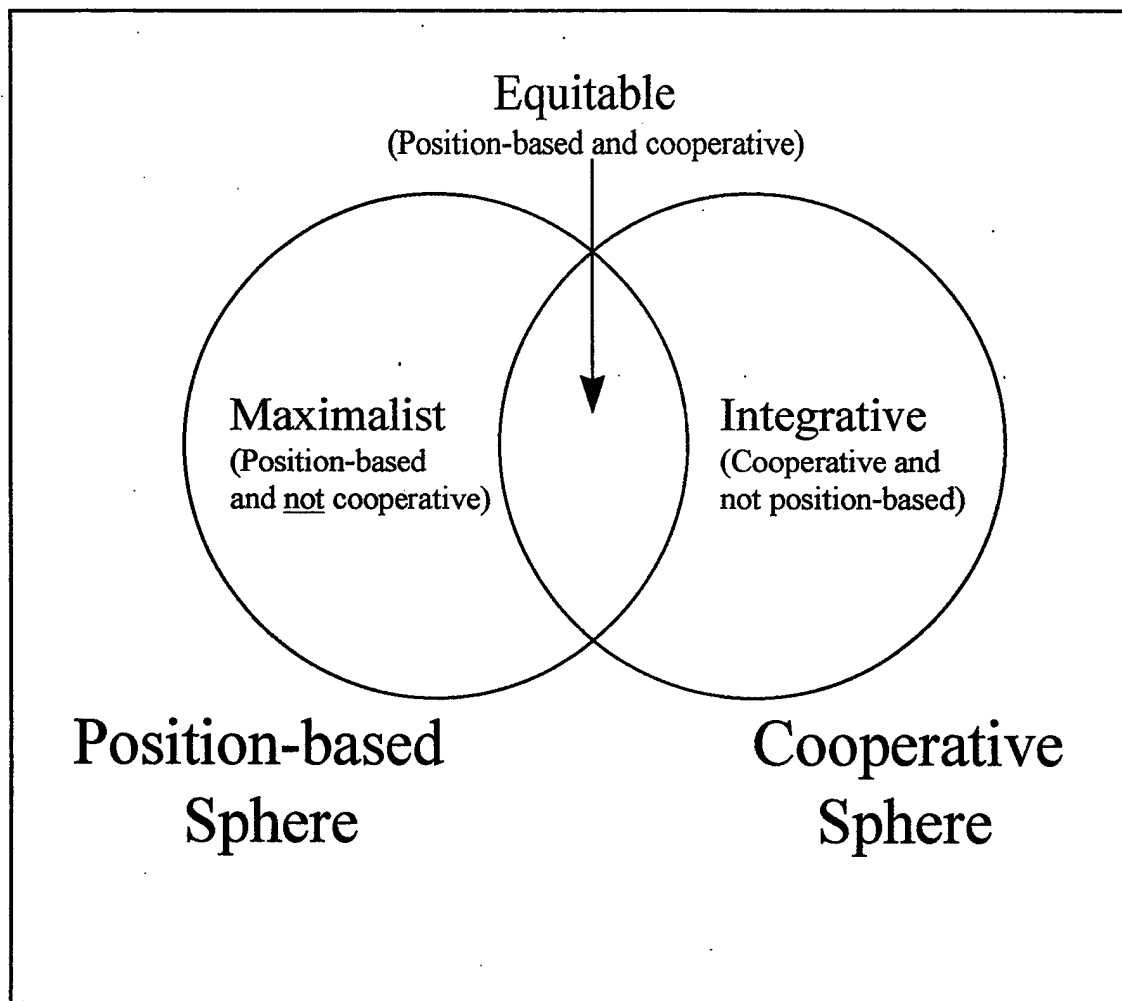 Equitable
(Position-based and cooperative)
Maximalist
(Position-based
and not cooperative)
Integrative
(Cooperative and
not position-based)
Position-based
Sphere
Cooperative
Sphere